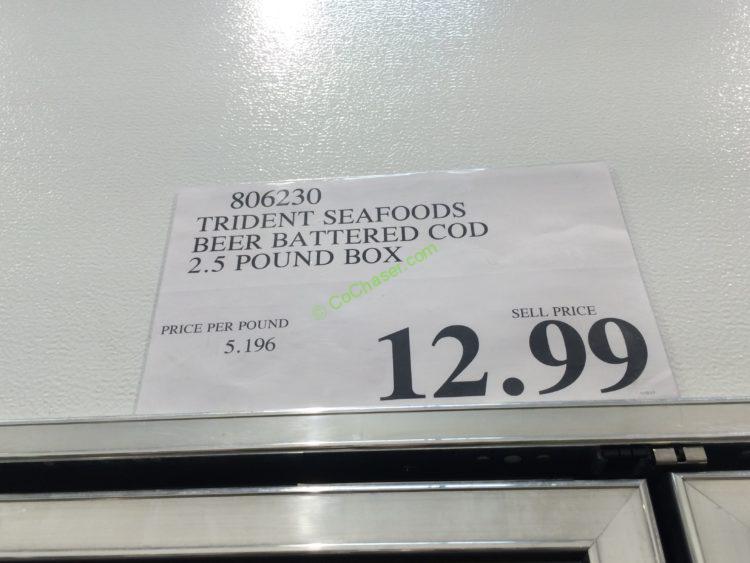 806230
TRIDENT SEAFOODS
BEER BATTERED COD
2.5 POUND BOX
© CoChaser.com
PRICE PER POUND
5.196
SELL PRICE
12.99